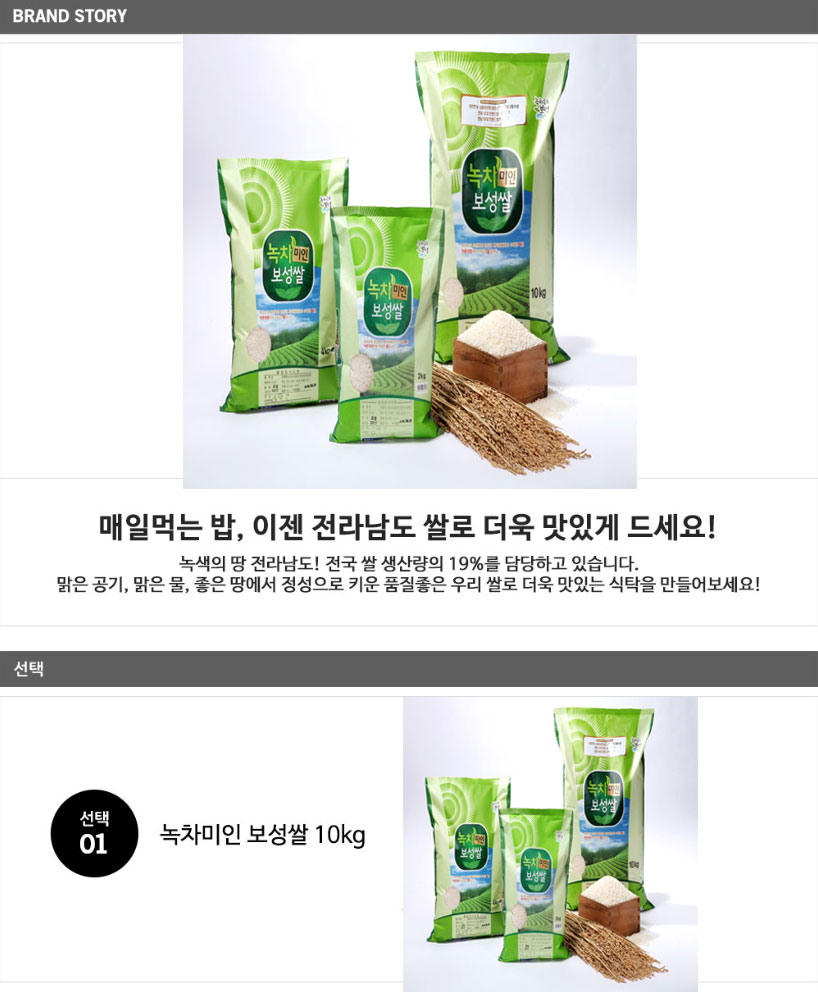 BRAND STORY
녹차미인
보성쌀
10kg
녹차미인
보성쌀
4kg
녹차미인
보성쌀
2kg
매일먹는 밥, 이젠 전라남도 쌀로 더욱 맛있게 드세요!
녹색의 땅 전라남도! 전국 쌀 생산량의 19%를 담당하고 있습니다.
맑은 공기, 맑은 물, 좋은 땅에서 정성으로 키운 품질좋은 우리 쌀로 더욱 맛있는 식탁을 만들어보세요!
선택
선택
01
녹차미인 보성쌀 10kg
녹차미인
보성쌀
10kg
녹차미인
보성쌀
녹차미인
보성쌀